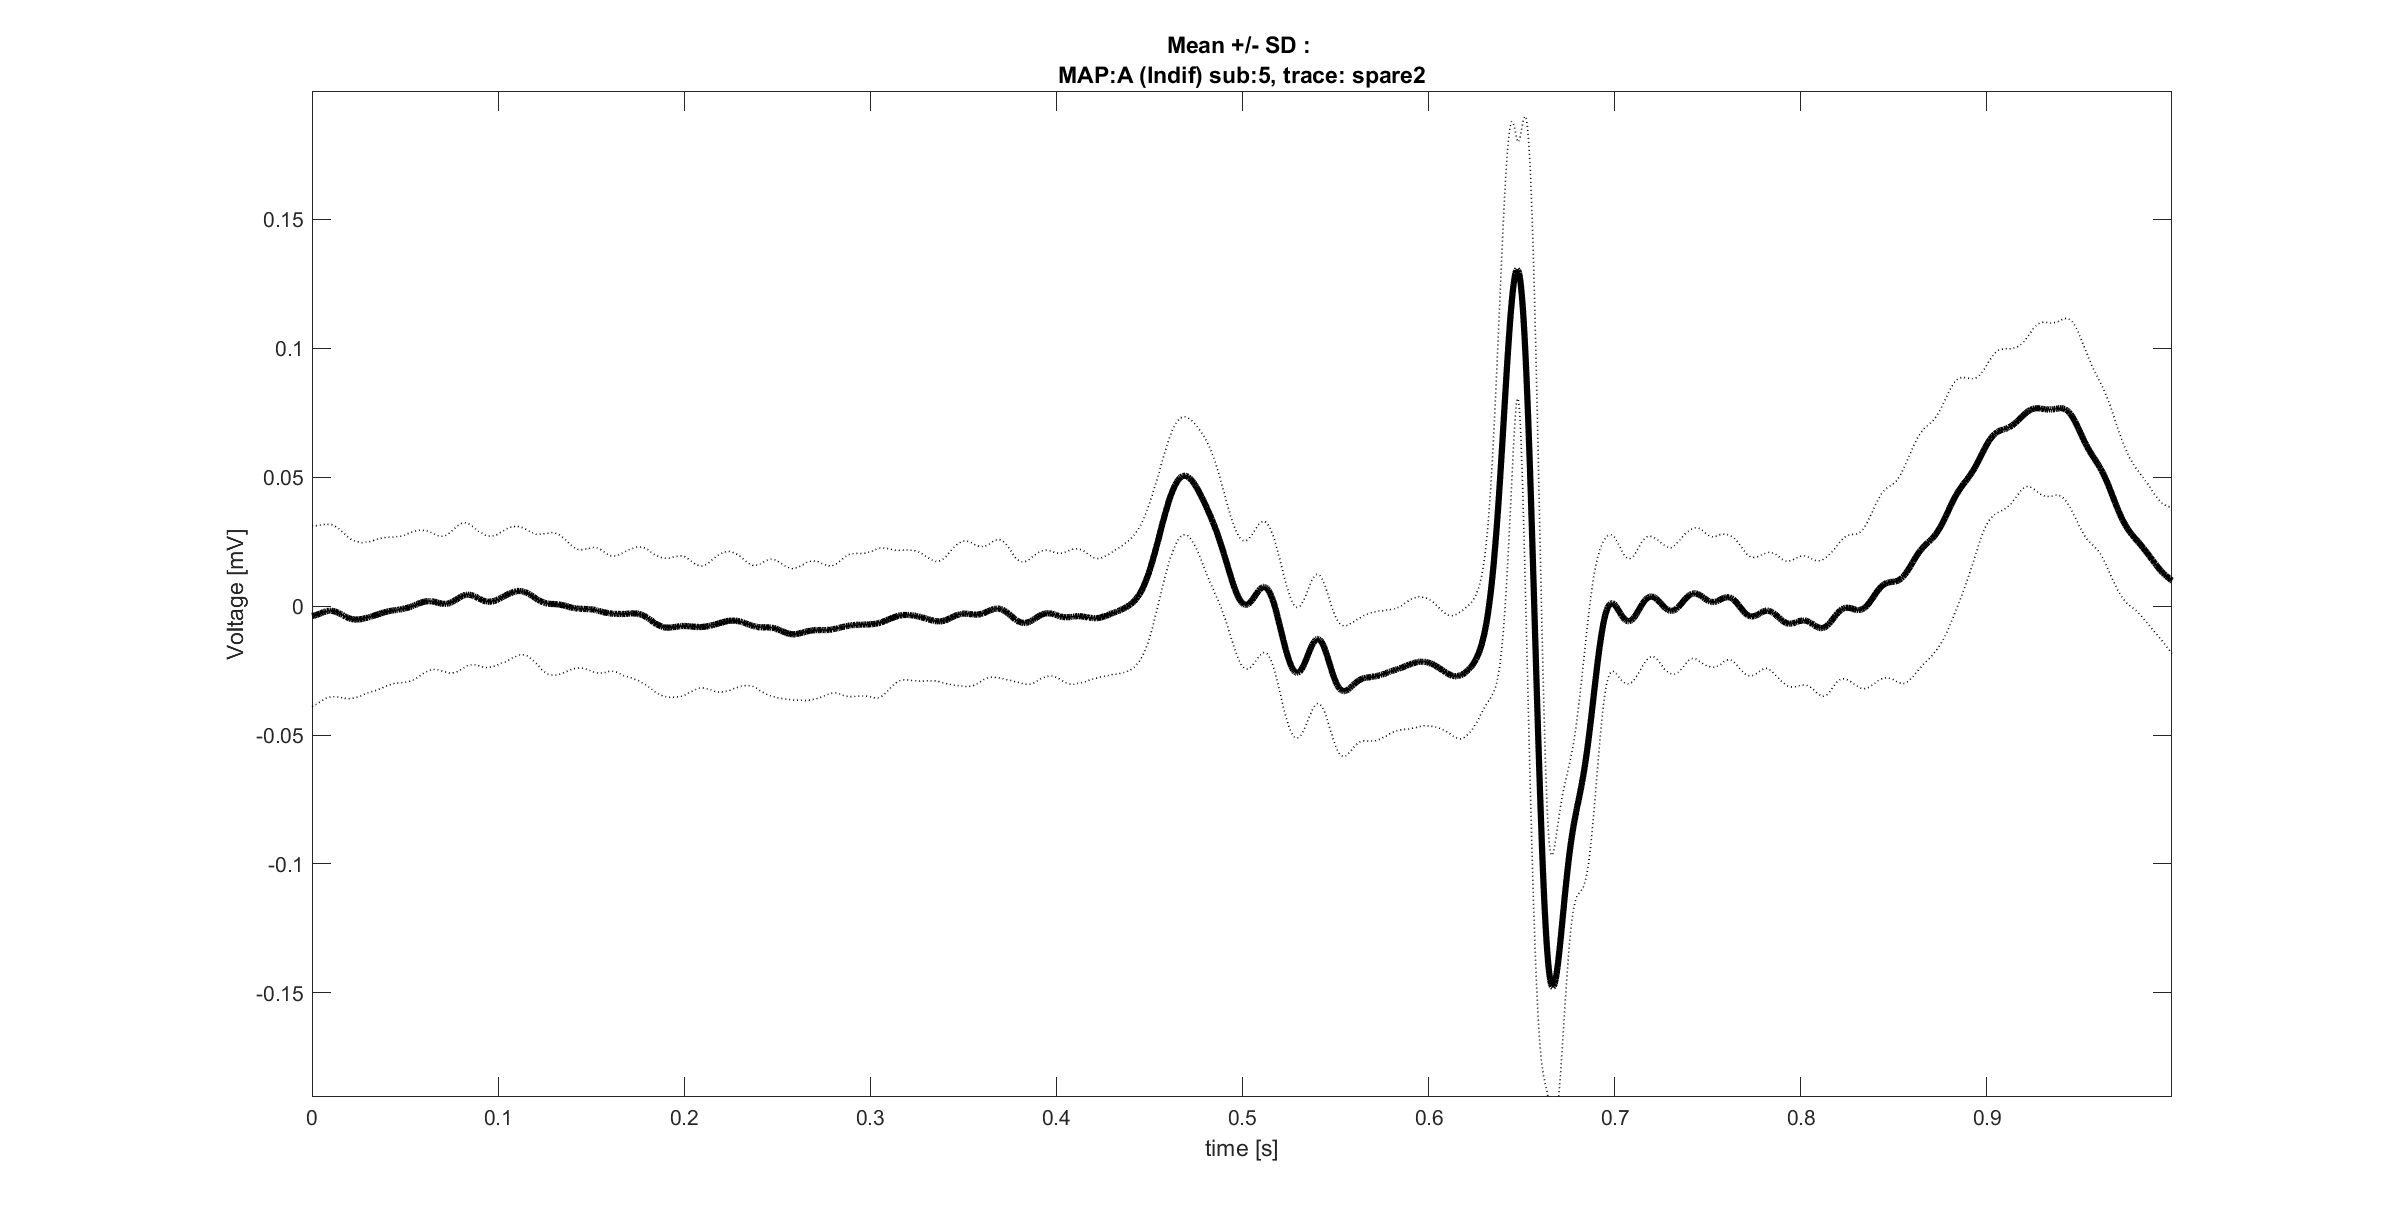 Mean +/- SD :
MAP:A (Indif) sub:5, trace: spare2
Voltage [mV]
0.15
0.1
0.05
0
-0.05
-0.1
-0.15
0 0.1 0.2 0.3 0.4 0.5 0.6 0.7 0.8 0.9
time [s]